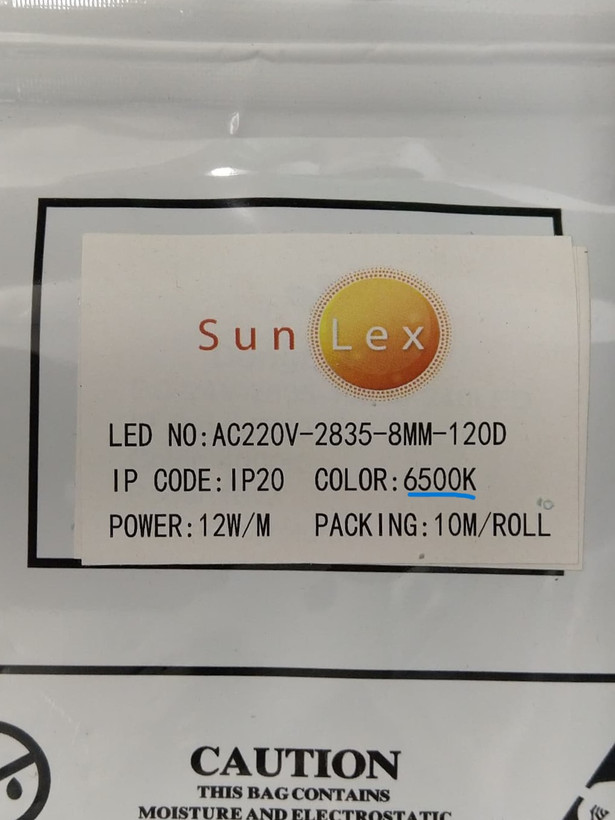 Sun Lex
LED NO:AC220V-2835-8MM-120D
IP CODE:IP20 COLOR:6500K
POWER:12W/M PACKING:10M/ROLL
CAUTION
THIS BAG CONTAINS
MOISTURE AND ELECTROSTATIC